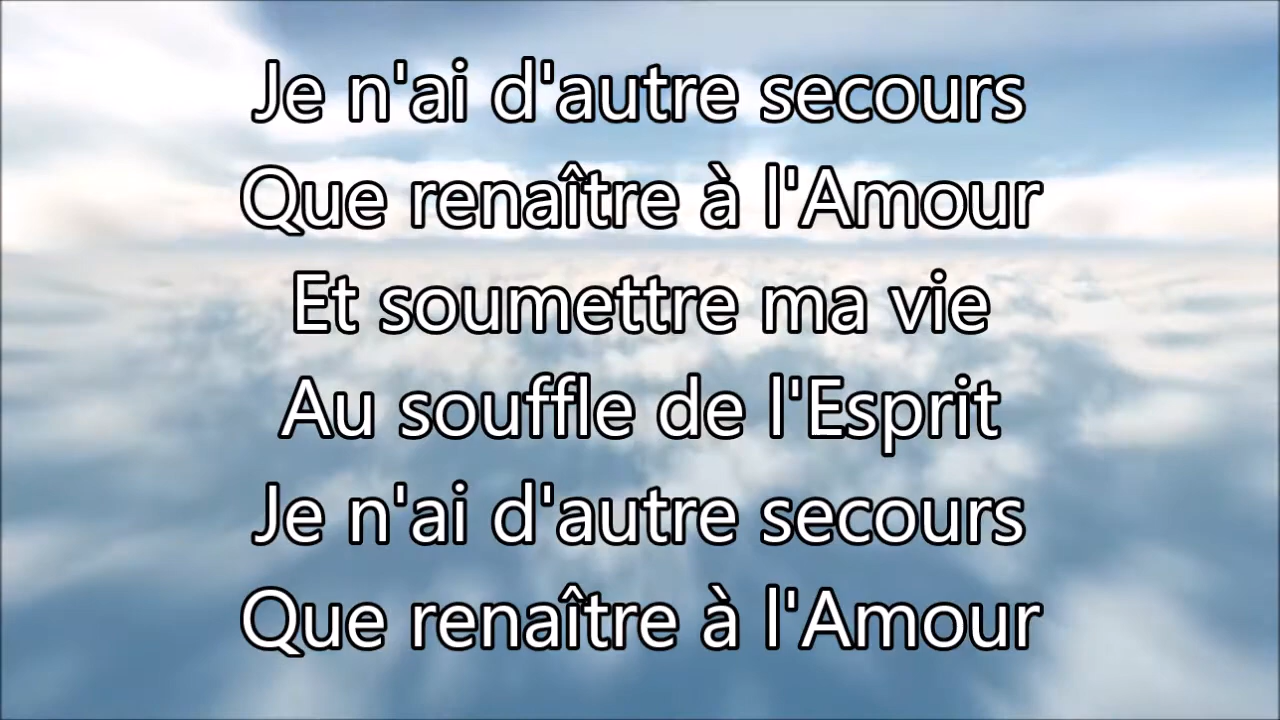 Je n'ai d'autre secours
Que renaître à l'Amour
Et soumettre ma vie
Au souffle de l'Esprit
Je n'ai d'autre secours
Que renaître à l'Amour